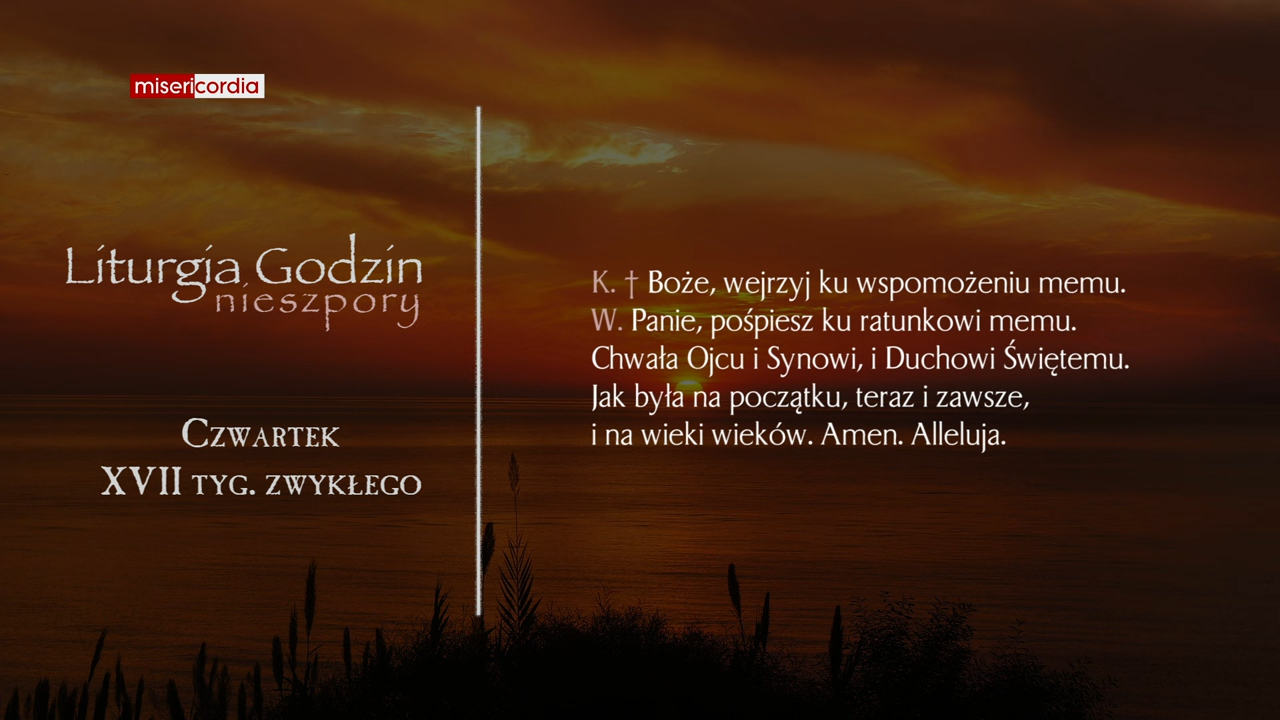 misericordia
Liturgia Godzin
nieszpory
Czwartek
XVII tyg. zwykłego
K. † Boże, wejrzyj ku wspomożeniu memu.
W. Panie, pośpiesz ku ratunkowi memu.
Chwała Ojcu i Synowi, i Duchowi Świętemu.
Jak była na początku, teraz i zawsze,
i na wieki wieków. Amen. Alleluja.